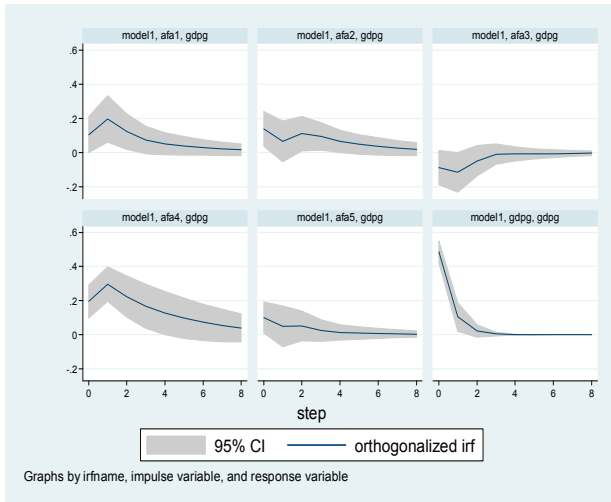 model1, afa1, gdpg
model1, afa2, gdpg
model1, afa3, gdpg
.6
.4
.2
0
-.2
model1, afa4, gdpg
model1, afa5, gdpg
model1, gdpg, gdpg
.6
.4
.2
0
-.2
0 2 4 6 8
0 2 4 6 8
0 2 4 6 8
step
95% CI
orthogonalized irf
Graphs by irfname, impulse variable, and response variable